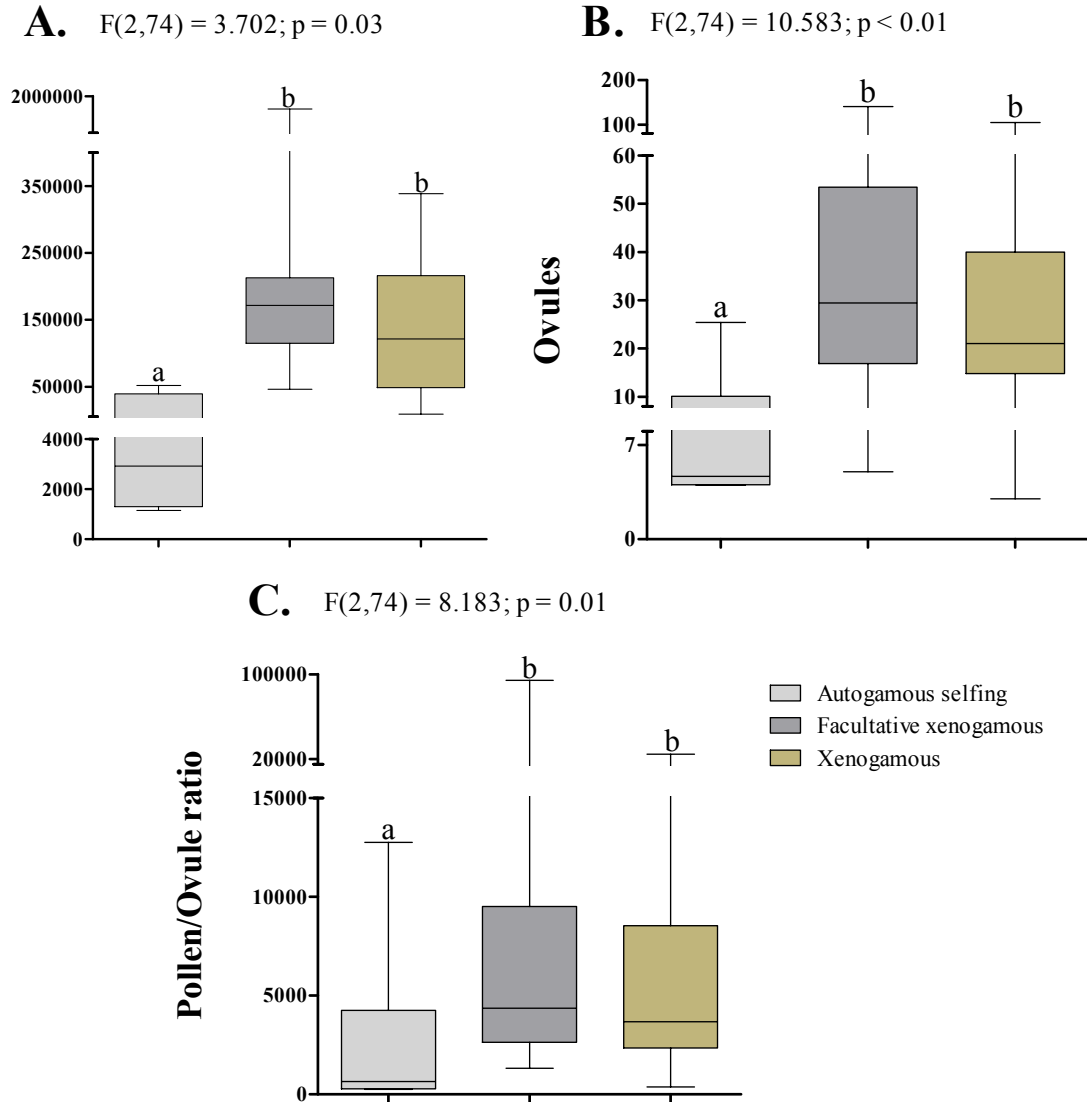 A. F(2,74) = 3.702; p = 0.03
2000000
350000
250000
150000
50000
4000
2000
0
a
b
b
B. F(2,74) = 10.583; p < 0.01
Ovules
200
100
60
50
40
30
20
10
7
0
a
b
b
C. F(2,74) = 8.183; p = 0.01
Pollen/Ovule ratio
100000
20000
15000
10000
5000
0
a
b
b
Autogamous selfing
Facultative xenogamous
Xenogamous